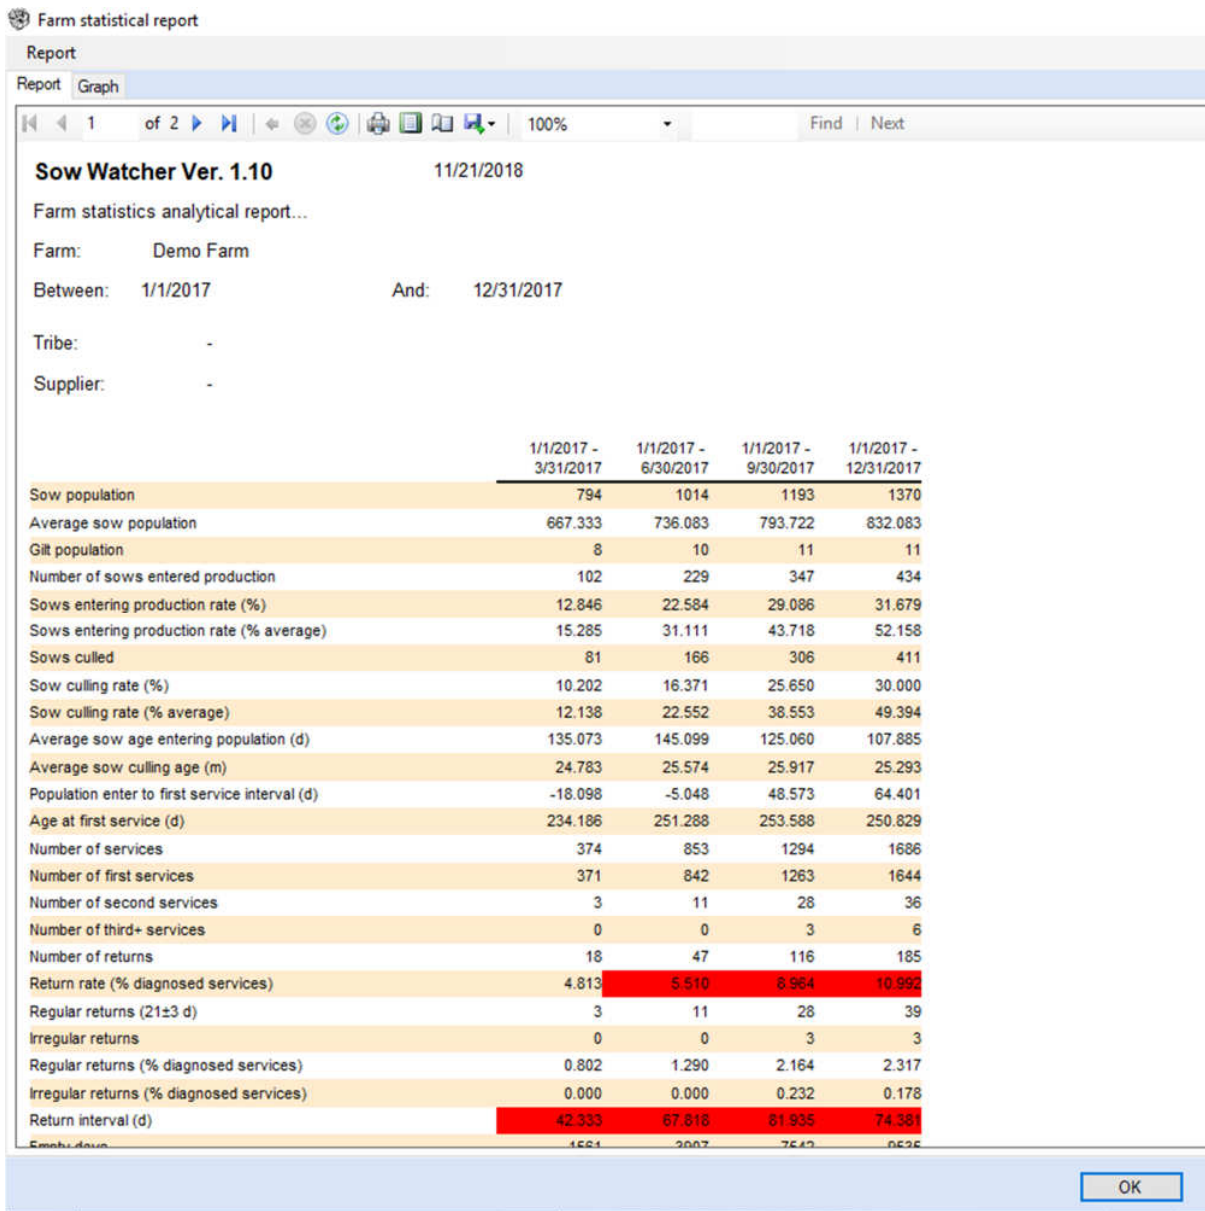 Farm statistical report
Report
Report Graph
1 of 2 100% Find | Next
Sow Watcher Ver. 1.10 11/21/2018
Farm statistics analytical report...
Farm: Demo Farm
Between: 1/1/2017 And: 12/31/2017
Tribe: -
Supplier: -
1/1/2017 - 1/1/2017 - 1/1/2017 - 1/1/2017 -
3/31/2017 6/30/2017 9/30/2017 12/31/2017
Sow population 794 1014 1193 1370
Average sow population 667.333 736.083 793.722 832.083
Gilt population 8 10 11 11
Number of sows entered production 102 229 347 434
Sows entering production rate (%) 12.846 22.584 29.086 31.679
Sows entering production rate (% average) 15.285 31.111 43.718 52.158
Sows culled 81 166 306 411
Sow culling rate (%) 10.202 16.371 25.650 30.000
Sow culling rate (% average) 12.138 22.552 38.553 49.394
Average sow age entering population (d) 135.073 145.099 125.060 107.885
Average sow culling age (m) 24.783 25.574 25.917 25.293
Population enter to first service interval (d) -18.098 -5.048 48.573 64.401
Age at first service (d) 234.186 251.288 253.588 250.829
Number of services 374 853 1294 1686
Number of first services 371 842 1263 1644
Number of second services 3 11 28 36
Number of third+ services 0 0 3 6
Number of returns 18 47 116 185
Return rate (% diagnosed services) 4.813 5.510 8.964 10.992
Regular returns (21±3 d) 3 11 28 39
Irregular returns 0 0 3 3
Regular returns (% diagnosed services) 0.802 1.290 2.164 2.317
Irregular returns (% diagnosed services) 0.000 0.000 0.232 0.178
Return interval (d) 42.333 67.818 81.935 74.381
Empty days 1561 3907 7542 9535
OK